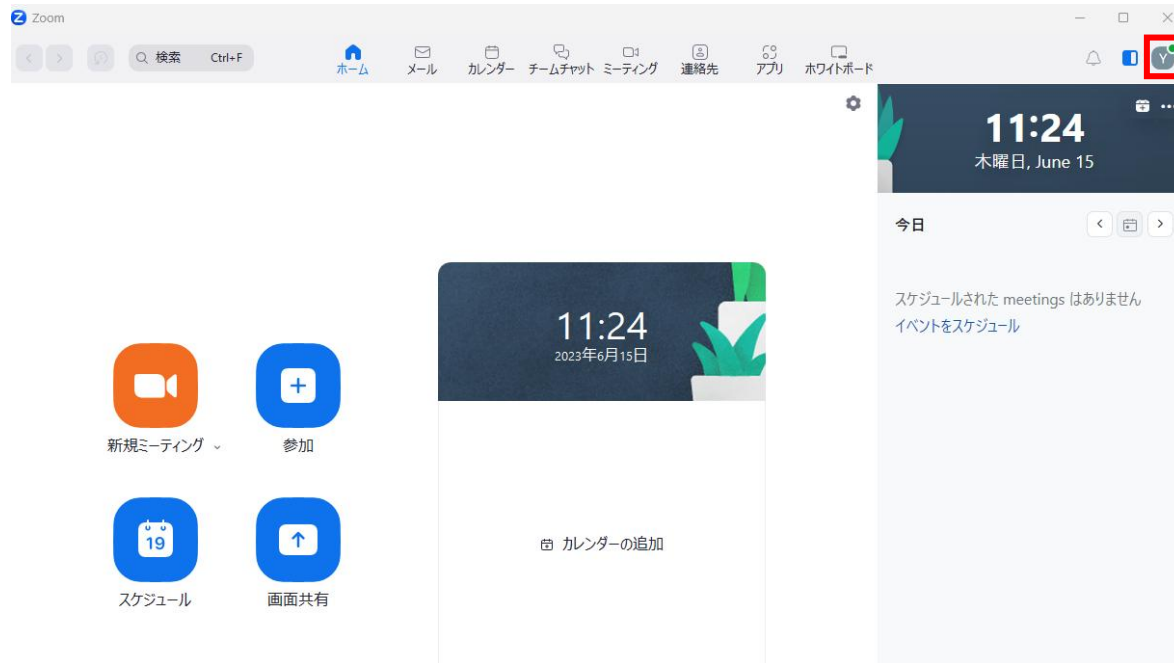 Zoom
検索 Ctrl+F
ホーム
メール
カレンダー
チームチャット
ミーティング
連絡先
アプリ
ホワイトボード
Y
11:24
木曜日, June 15
今日
スケジュールされた meetings はありません
イベントをスケジュール
11:24
2023年6月15日
新規ミーティング
参加
19
スケジュール
画面共有
カレンダーの追加